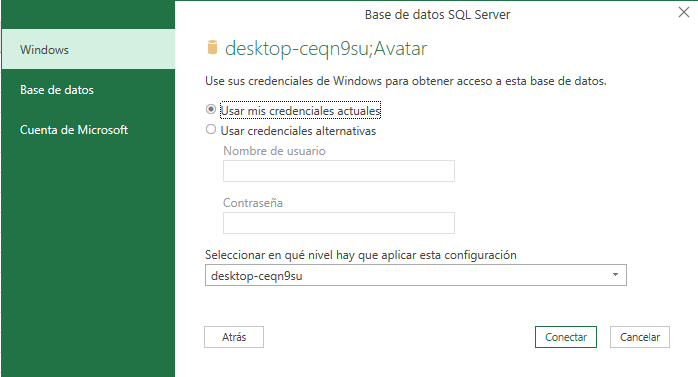 Base de datos SQL Server
Windows
Base de datos
Cuenta de Microsoft
desktop-ceqn9su;Avatar
Use sus credenciales de Windows para obtener acceso a esta base de datos.
Usar mis credenciales actuales
Usar credenciales alternativas
Nombre de usuario
Contraseña
Seleccionar en qué nivel hay que aplicar esta configuración
desktop-ceqn9su
Atrás
Conectar
Cancelar